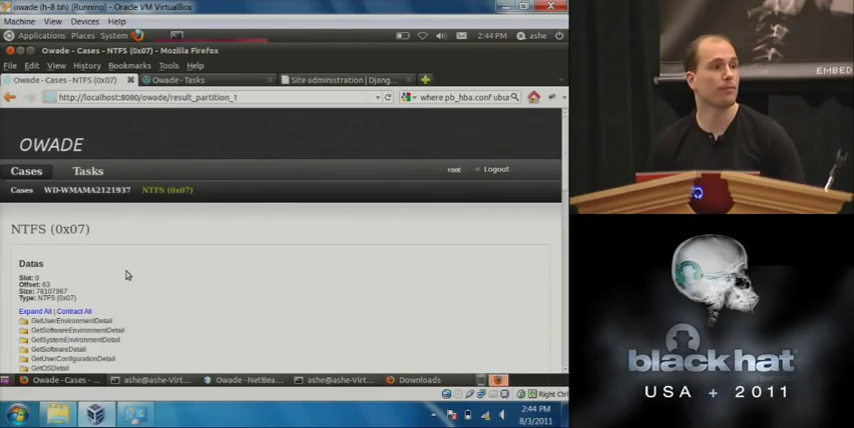 owade (h-8 bh) [Running] - Oracle VM VirtualBox
Machine View Devices Help
Applications Places System 2:44 PM ashe
Owade - Cases - NTFS (0x07) - Mozilla Firefox
File Edit View History Bookmarks Tools Help
Owade - Cases - NTFS (0x07) Owade - Tasks Site administration | Djang...
http://localhost:8080/owade/result_partition_1 where pb_hba.conf ubur
OWADE
Cases Tasks root Logout
Cases WD-WMAMA2121937 NTFS (0x07)
NTFS (0x07)
Datas
Slot: 0
Offset: 63
Size: 78107967
Type: NTFS (0x07)
Expand All | Contract All
GetUserEnvironmentDetail
GetSoftwareEnvironmentDetail
GetSystemEnvironmentDetail
GetSoftwareDetail
GetUserConfigurationDetail
GetOSDetail
Owade - Cases -... ashe@ashe-Virt... Owade - NetBea... ashe@ashe-Virt... Downloads
Right Ctrl
2:44 PM
8/3/2011
EMBED
black hat
USA + 2011